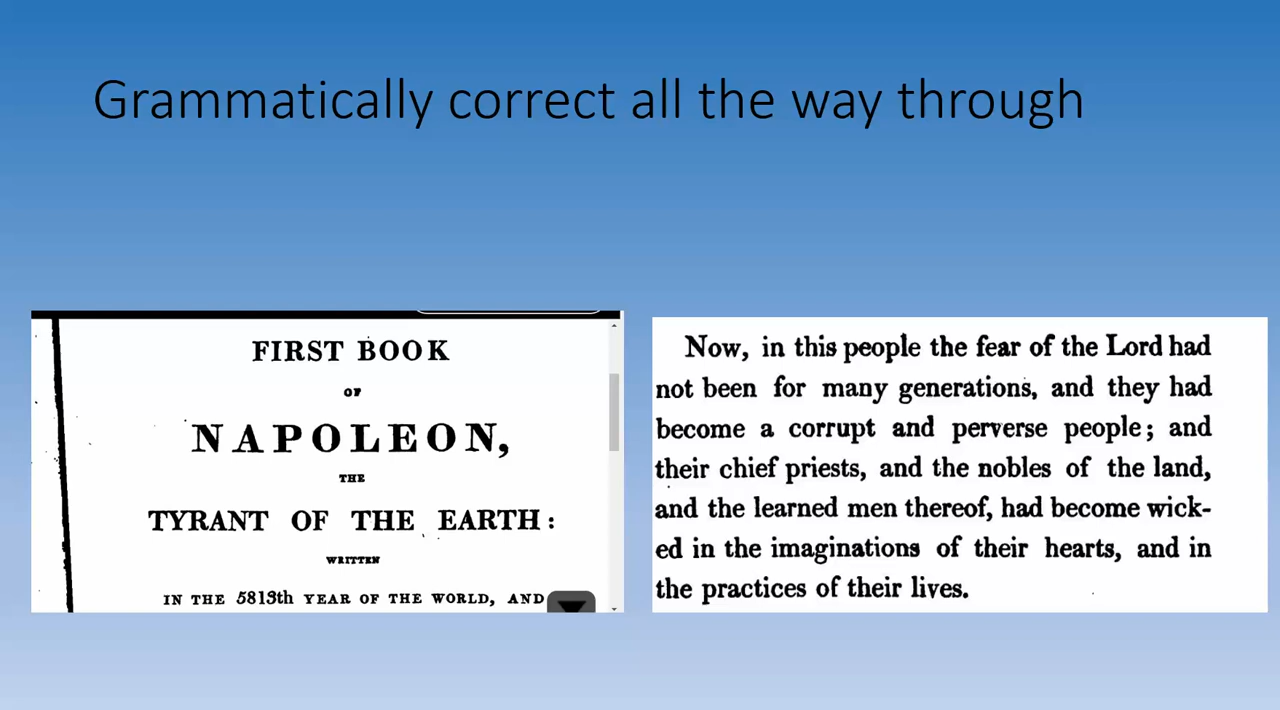 Grammatically correct all the way through
FIRST BOOK
OF
NAPOLEON,
THE
TYRANT OF THE EARTH:
WRITTEN
IN THE 5813th YEAR OF THE WORLD, AND
Now, in this people the fear of the Lord had
not been for many generations, and they had
become a corrupt and perverse people; and
their chief priests, and the nobles of the land,
and the learned men thereof, had become wick-
ed in the imaginations of their hearts, and in
the practices of their lives.